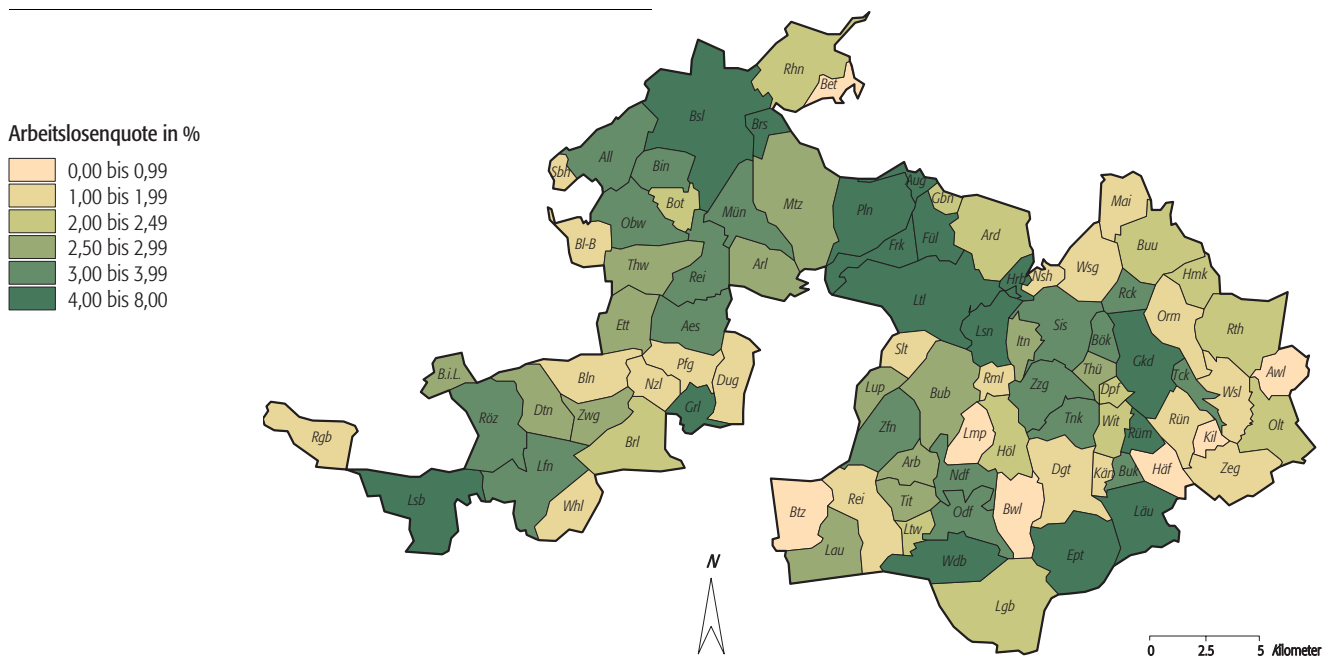 Arbeitslosenquote in %
0,00 bis 0,99
1,00 bis 1,99
2,00 bis 2,49
2,50 bis 2,99
3,00 bis 3,99
4,00 bis 8,00
Rhn
Bet
Bsl
Brs
All
Bin
Sbh
Bot
Mün
Mtz
Obw
Bl-B
Thw
Rei
Arl
Ett
Aes
Pfg
Bln
Nzl
Dug
B.i.L.
Grl
Röz
Dtn
Zwg
Brl
Rgb
Lfn
Lsb
Whl
Aug
Gbn
Pln
Frk
Fül
Ard
Mai
Buu
Hrb
Nsh
Wsg
Hmk
Ltl
Rck
Orm
Lsn
Itn
Sis
Bök
Rth
Slt
Gkd
Thü
Tck
Awl
Lup
Bub
Rml
Zzg
Dpf
Wsl
Zfn
Lmp
Höl
Tnk
Wit
Rüm
Rün
Kil
Olt
Arb
Ndf
Dgt
Kän
Buk
Häf
Zeg
Btz
Rei
Tit
Odf
Bwl
Läu
Lau
Ltw
Wdb
Ept
Lgb
N
0 2.5 5 Kilometer